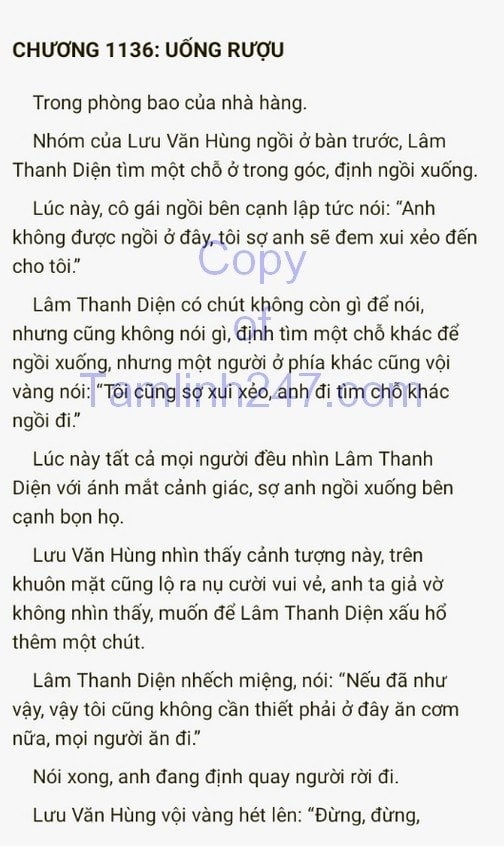 CHƯƠNG 1136: UỐNG RƯỢU
Trong phòng bao của nhà hàng.
Nhóm của Lưu Văn Hùng ngồi ở bàn trước, Lâm
Thanh Diện tìm một chỗ ở trong góc, định ngồi xuống.
Lúc này, cô gái ngồi bên cạnh lập tức nói: “Anh
không được ngồi ở đây, tôi sợ anh sẽ đem xui xẻo đến
cho tôi.”
Lâm Thanh Diện có chút không còn gì để nói,
nhưng cũng không nói gì, định tìm một chỗ khác để
ngồi xuống, nhưng một người ở phía khác cũng vội
vàng nói: “Tôi cũng sợ xui xẻo, anh đi tìm chỗ khác
ngồi đi.”
Lúc này tất cả mọi người đều nhìn Lâm Thanh
Diện với ánh mắt cảnh giác, sợ anh ngồi xuống bên
cạnh bọn họ.
Lưu Văn Hùng nhìn thấy cảnh tượng này, trên
khuôn mặt cũng lộ ra nụ cười vui vẻ, anh ta giả vờ
không nhìn thấy, muốn để Lâm Thanh Diện xấu hổ
thêm một chút.
Lâm Thanh Diện nhếch miệng, nói: “Nếu đã như
vậy, vậy tôi cũng không cần thiết phải ở đây ăn cơm
nữa, mọi người ăn đi.”
Nói xong, anh đang định quay người rời đi.
Lưu Văn Hùng vội vàng hét lên: “Đừng, đừng,
Copy
of
Tamlinh247.com